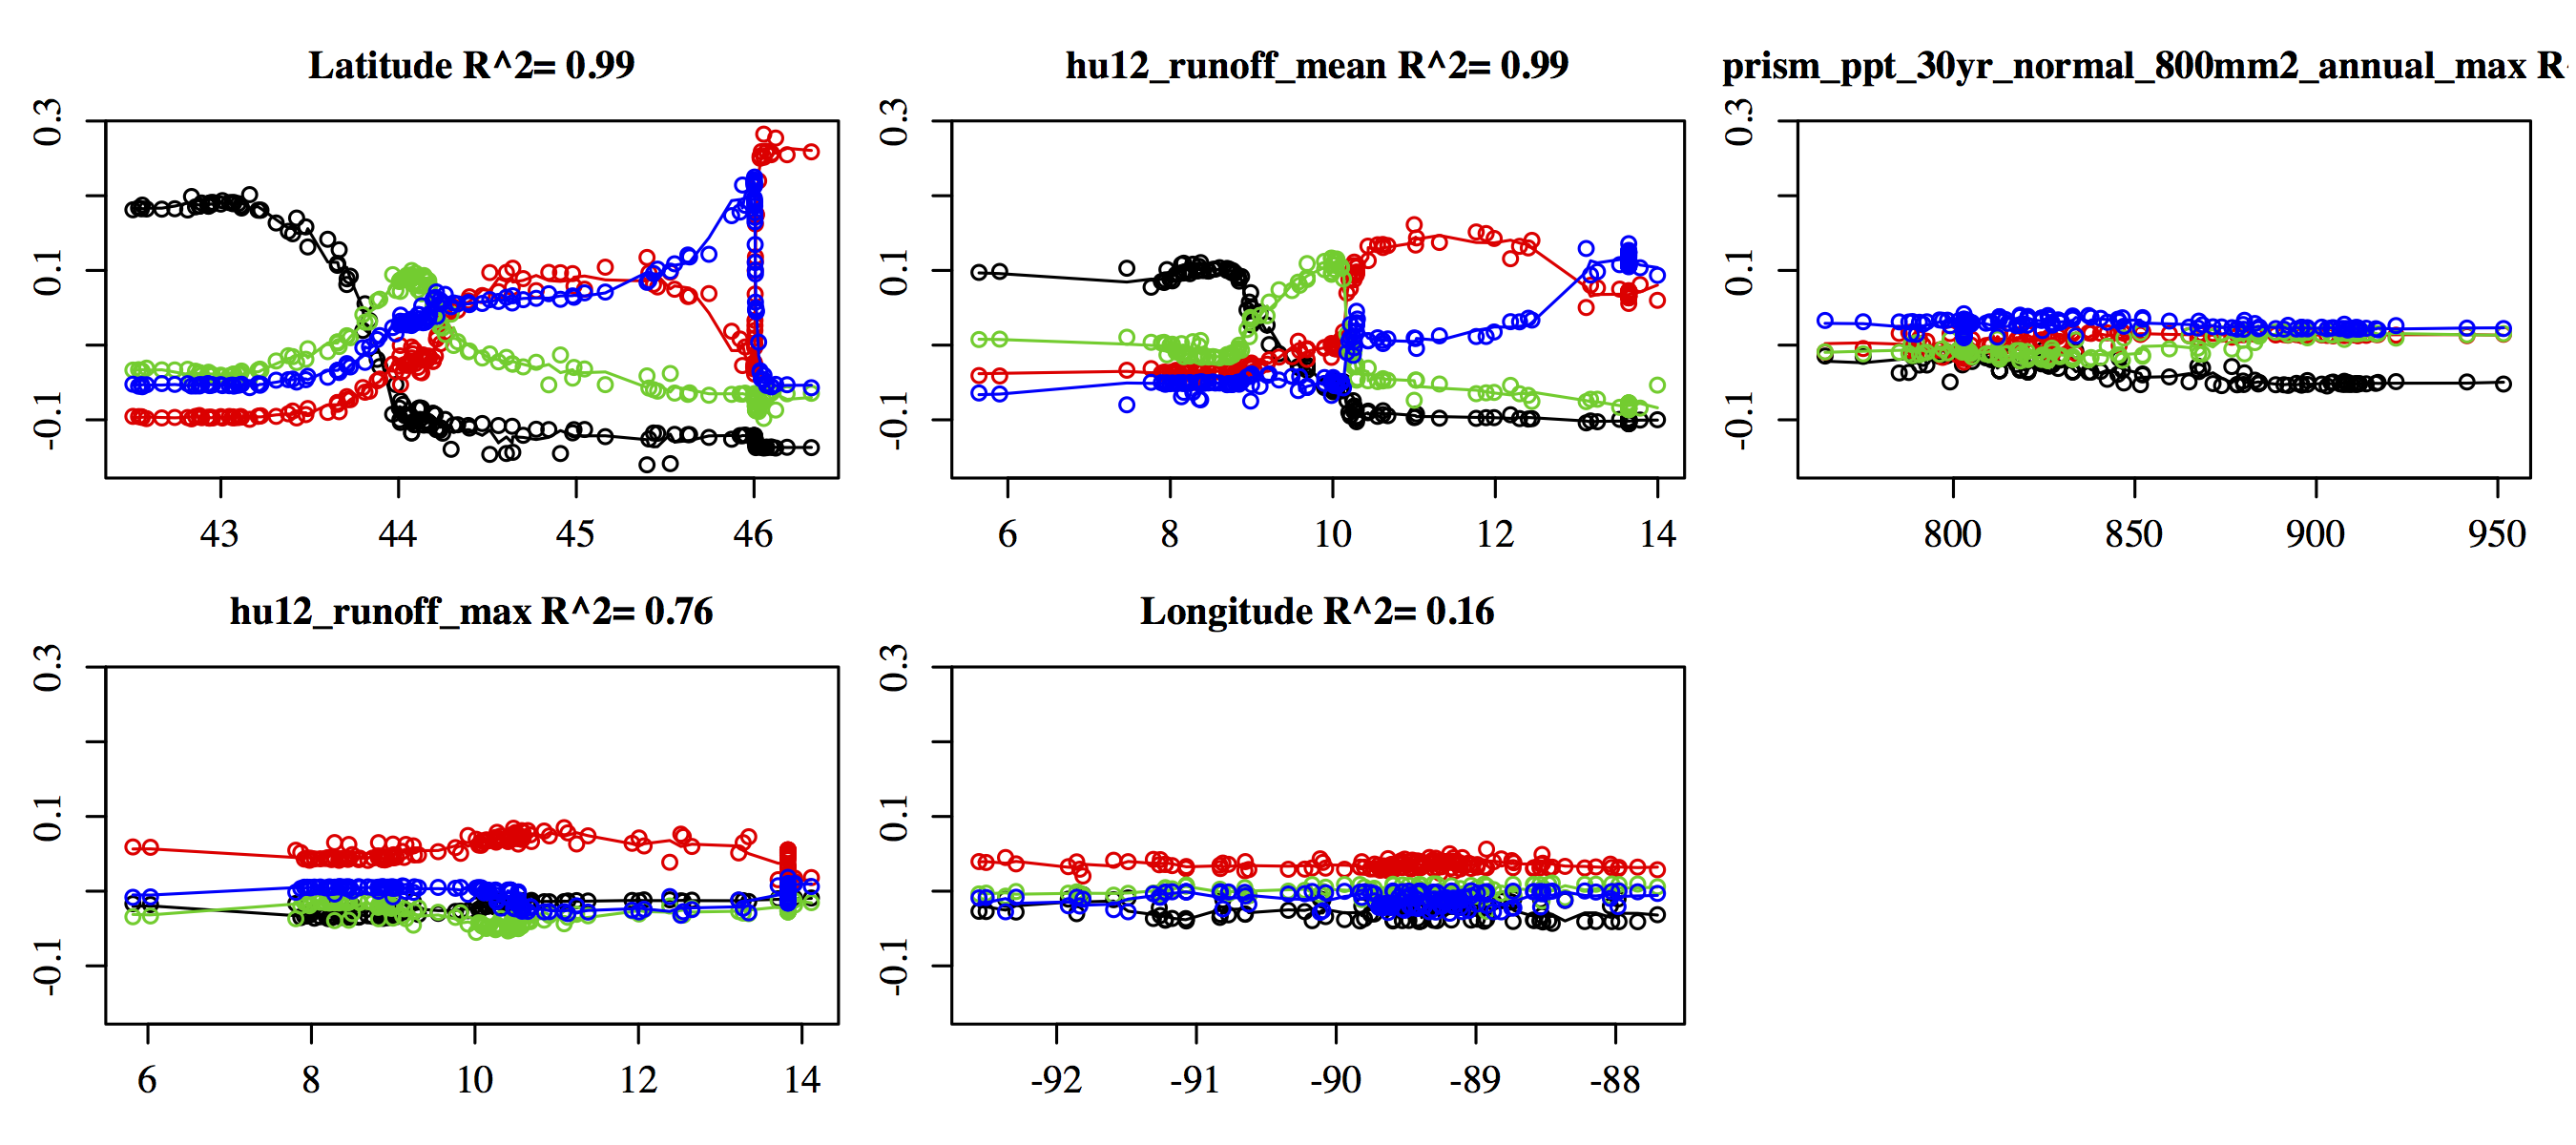 Latitude R^2= 0.99
0.3
0.1
-0.1
43 44 45 46
hu12_runoff_mean R^2= 0.99
0.3
0.1
-0.1
6 8 10 12 14
prism_ppt_30yr_normal_800mm2_annual_max R
0.3
0.1
-0.1
800 850 900 950
hu12_runoff_max R^2= 0.76
0.3
0.1
-0.1
6 8 10 12 14
Longitude R^2= 0.16
0.3
0.1
-0.1
-92 -91 -90 -89 -88